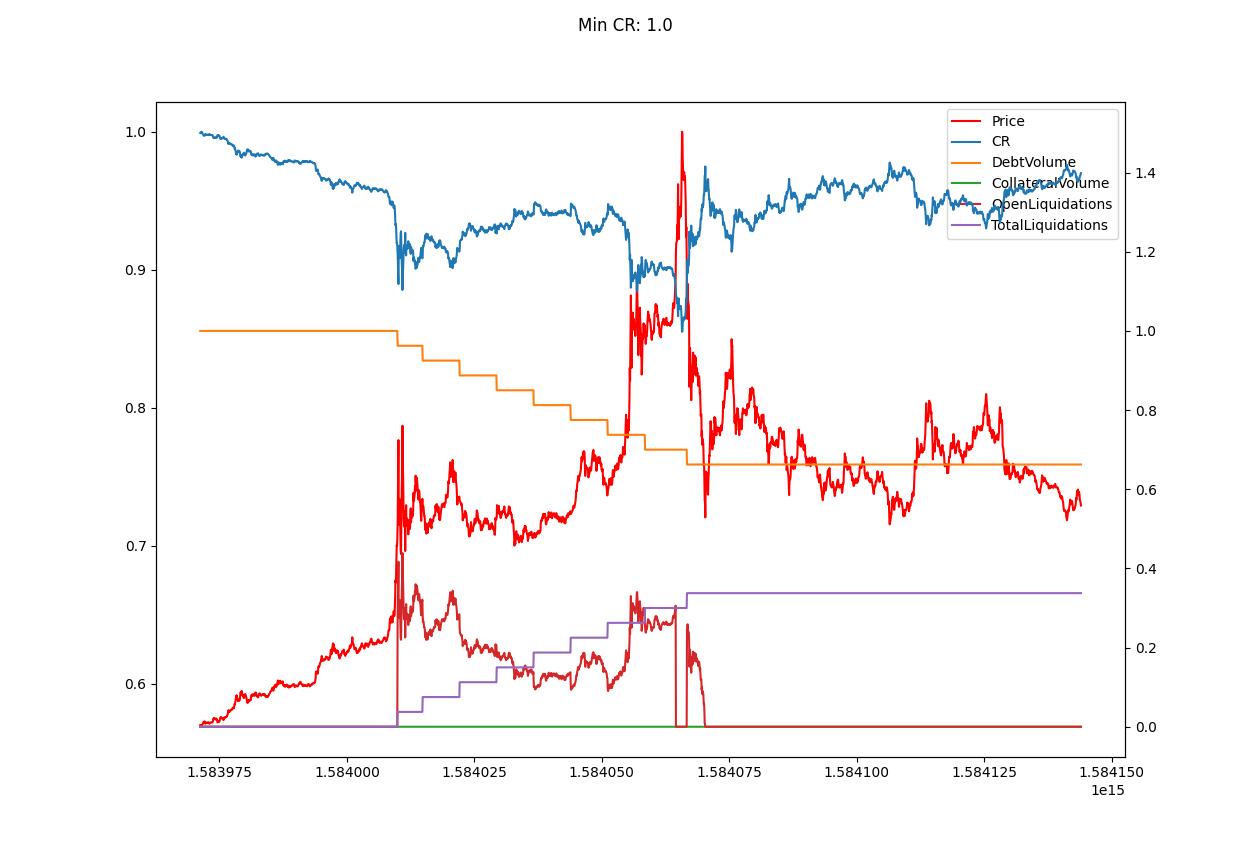 Min CR: 1.0
1.0
0.9
0.8
0.7
0.6
Price
CR
DebtVolume
CollateralVolume
OpenLiquidations
TotalLiquidations
1.4
1.2
1.0
0.8
0.6
0.4
0.2
0.0
1.583975 1.584000 1.584025 1.584050 1.584075 1.584100 1.584125 1.584150
1e15